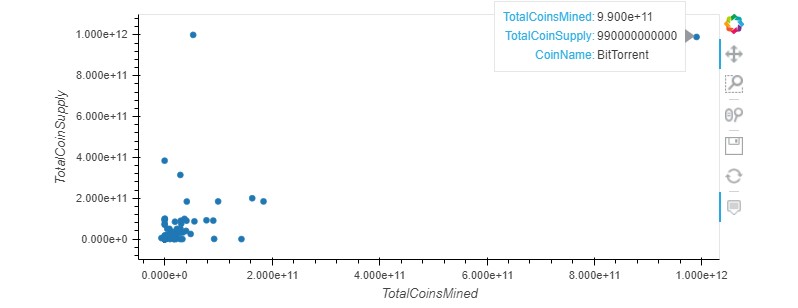 TotalCoinsMined: 9.900e+11
TotalCoinSupply: 990000000000
CoinName: BitTorrent
TotalCoinSupply
1.000e+12
8.000e+11
6.000e+11
4.000e+11
2.000e+11
0.000e+0
0.000e+0 2.000e+11 4.000e+11 6.000e+11 8.000e+11 1.000e+12
TotalCoinsMined